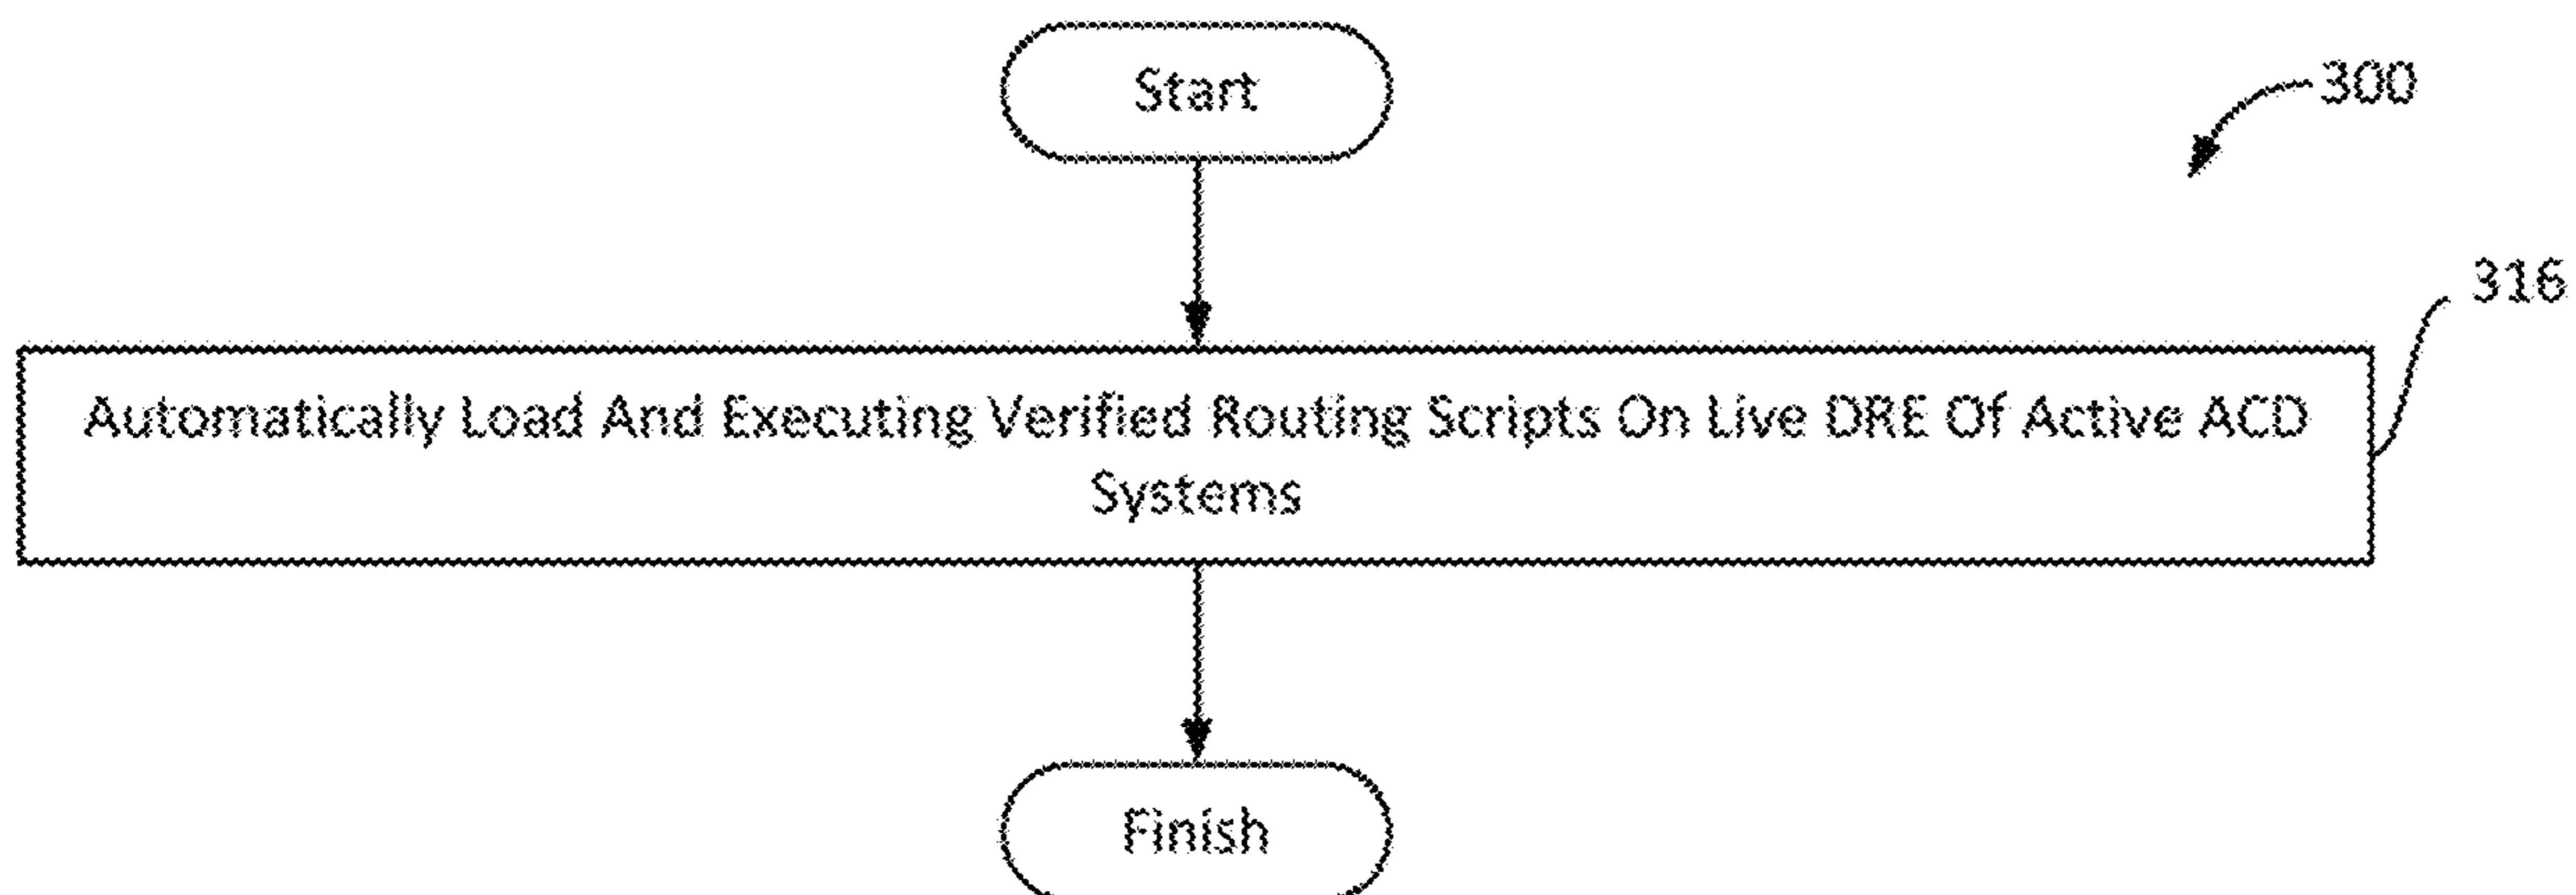 Start
300
316
Automatically Load And Executing Verified Routing Scripts On Live DRE Of Active ACD
Systems
Finish